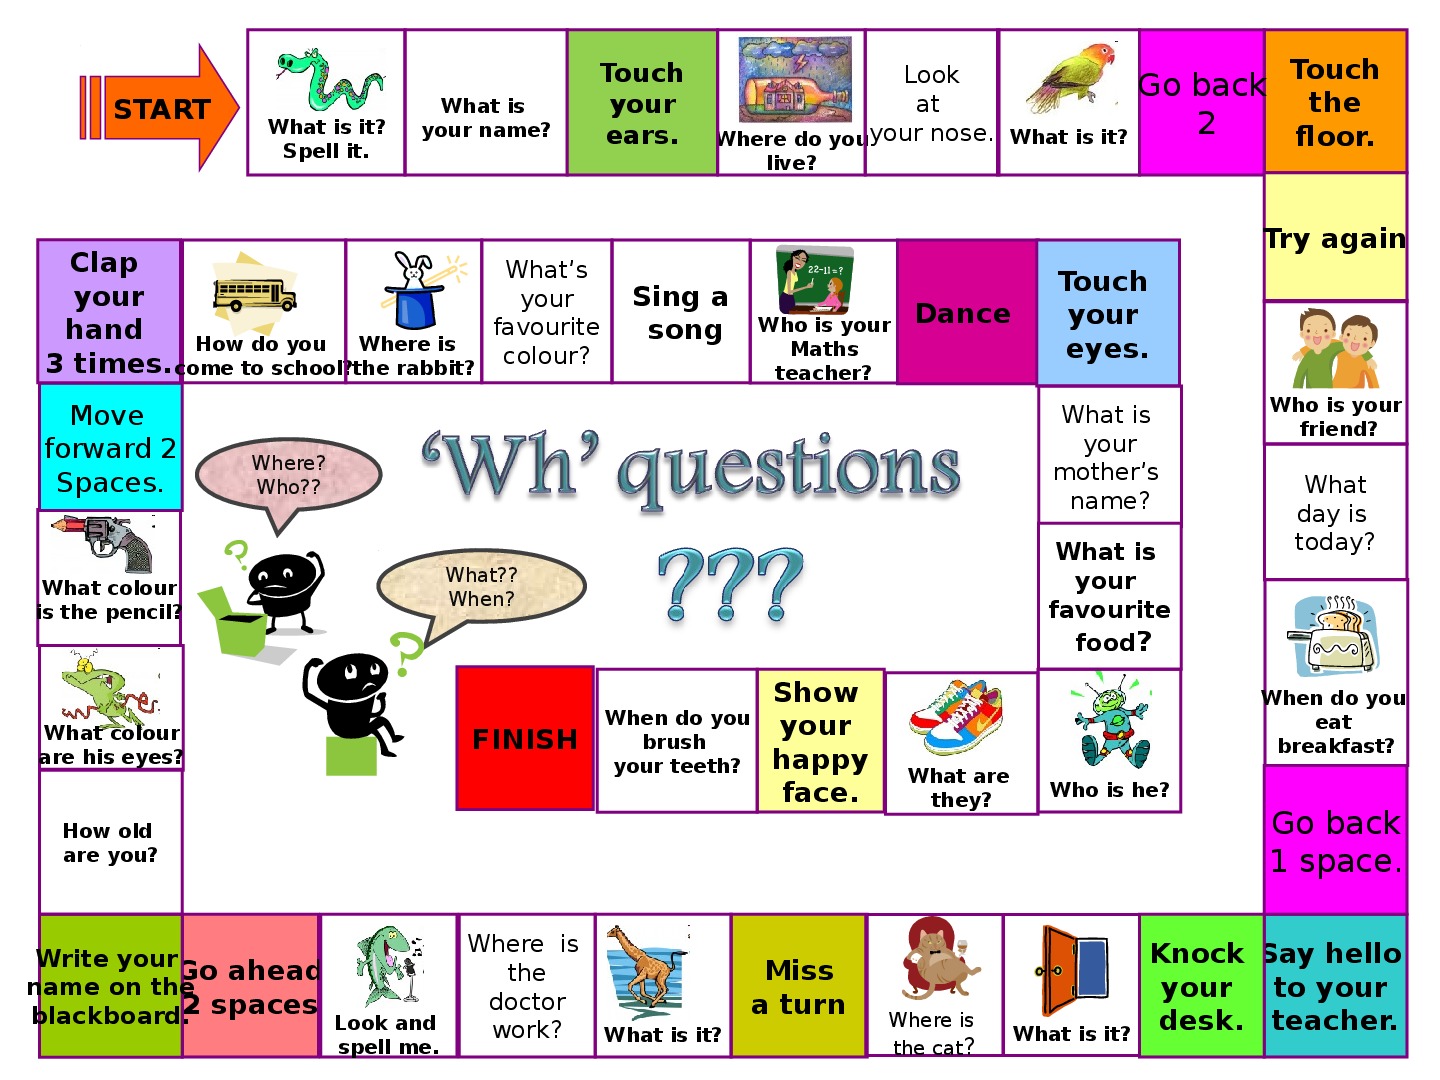 START
What is it?
Spell it.
What is
your name?
Touch
your
ears.
Where do you
live?
Look
at
your nose.
What is it?
Go back
2
Touch
the
floor.
Try again
Who is your
friend?
What
day is
today?
When do you
eat
breakfast?
Go back
1 space.
Say hello
to your
teacher.
Knock
your
desk.
What is it?
Where is
the cat?
Miss
a turn
What is it?
Where is
the
doctor
work?
Look and
spell me.
Go ahead
2 spaces
Write your
name on the
blackboard.
How old
are you?
What colour
are his eyes?
What colour
is the pencil?
Move
forward 2
Spaces.
Clap
your
hand
3 times.
How do you
come to school?
Where is
the rabbit?
What’s
your
favourite
colour?
Sing a
song
22-11=?
Who is your
Maths
teacher?
Dance
Touch
your
eyes.
What is
your
mother’s
name?
What is
your
favourite
food?
Who is he?
What are
they?
Show
your
happy
face.
When do you
brush
your teeth?
FINISH
‘Wh’ questions
???
Where?
Who??
?
What??
When?
?